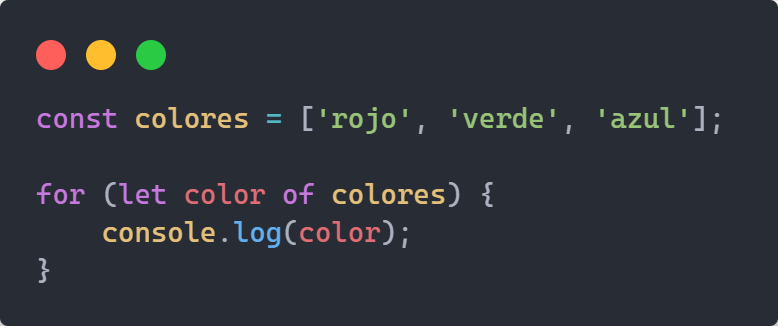 const colores = ['rojo', 'verde', 'azul'];

for (let color of colores) {
    console.log(color);
}